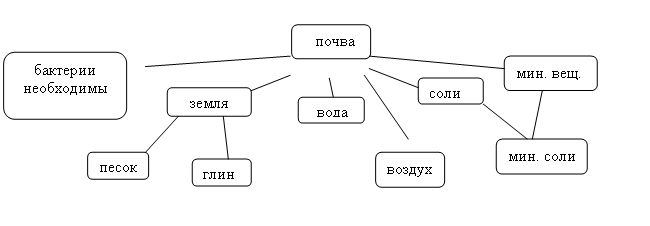 почва
бактерии
необходимы
мин. вещ.
земля
вода
соли
песок
глин
воздух
мин. соли